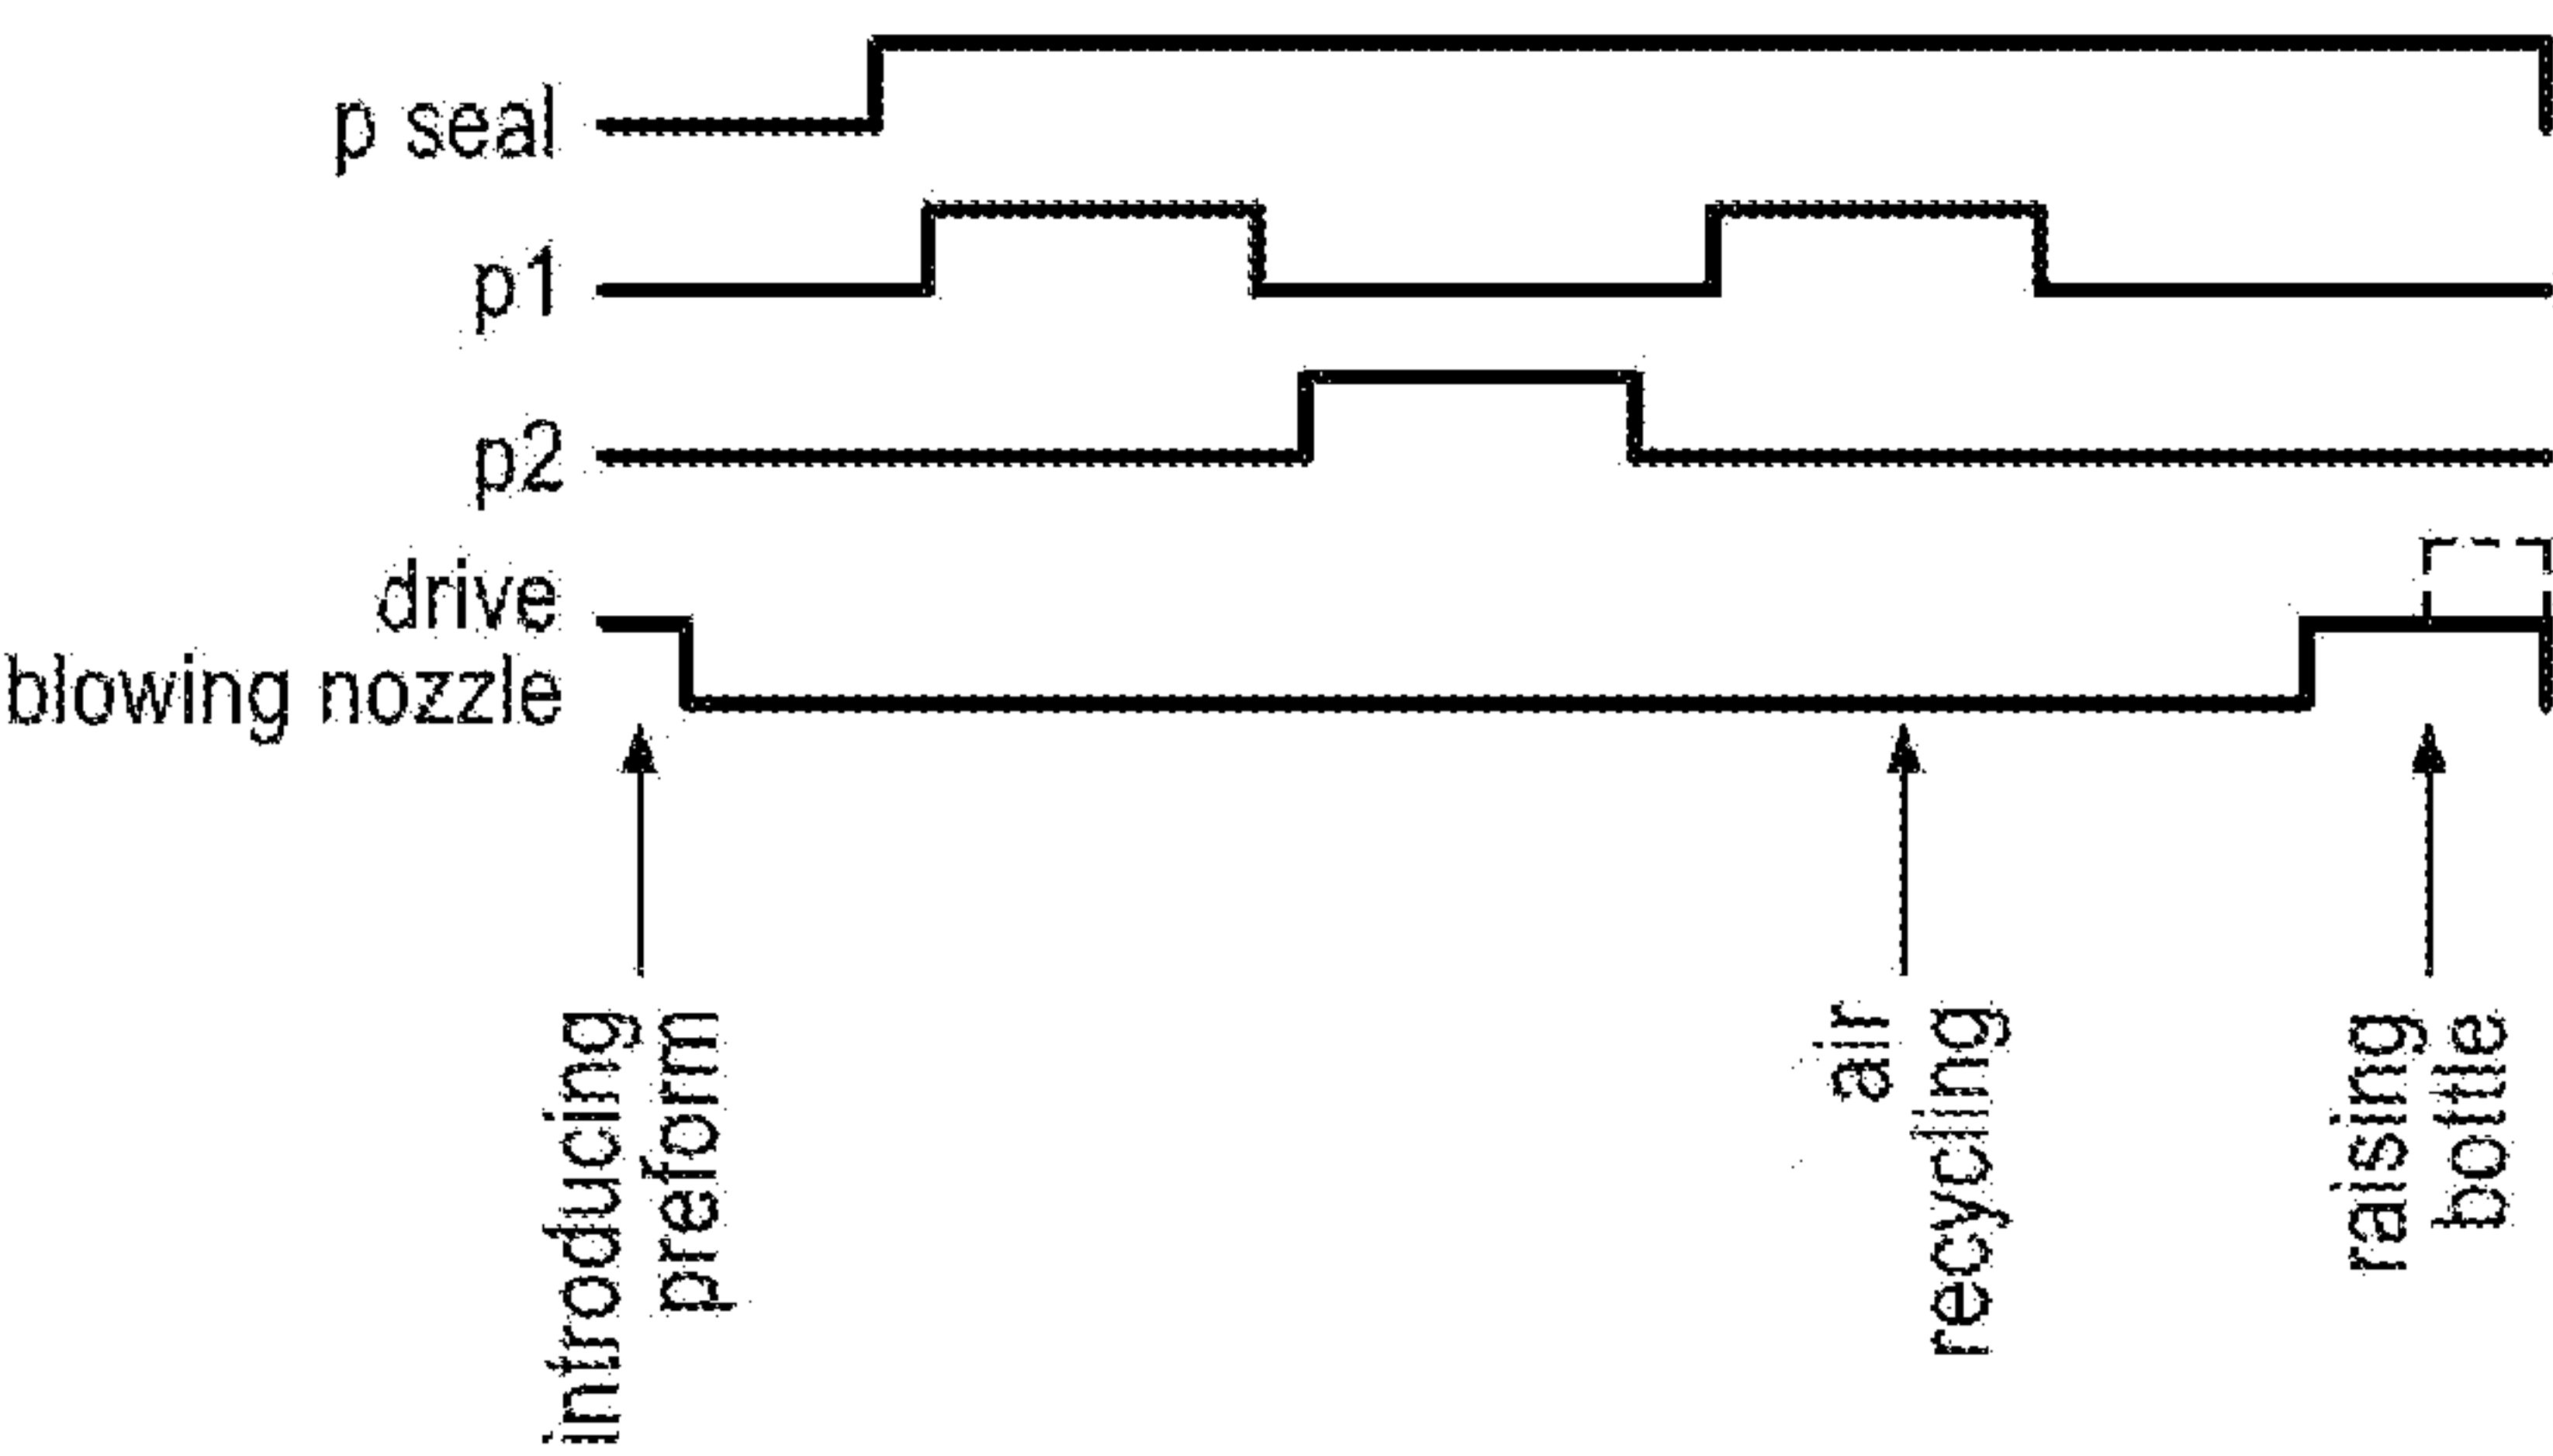 p seal
p1
p2
drive
blowing nozzle
introducing
preform
air
recycling
raising
bottle